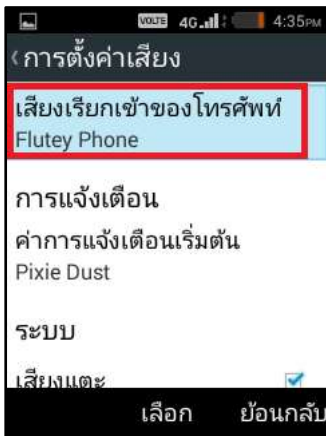 VOLTE 4G 4:35PM
การตั้งค่าเสียง
เสียงเรียกเข้าของโทรศัพท์
Flutey Phone
การแจ้งเตือน
ค่าการแจ้งเตือนเริ่มต้น
Pixie Dust
ระบบ
เสียงแตะ
เลือก ย้อนกลับ